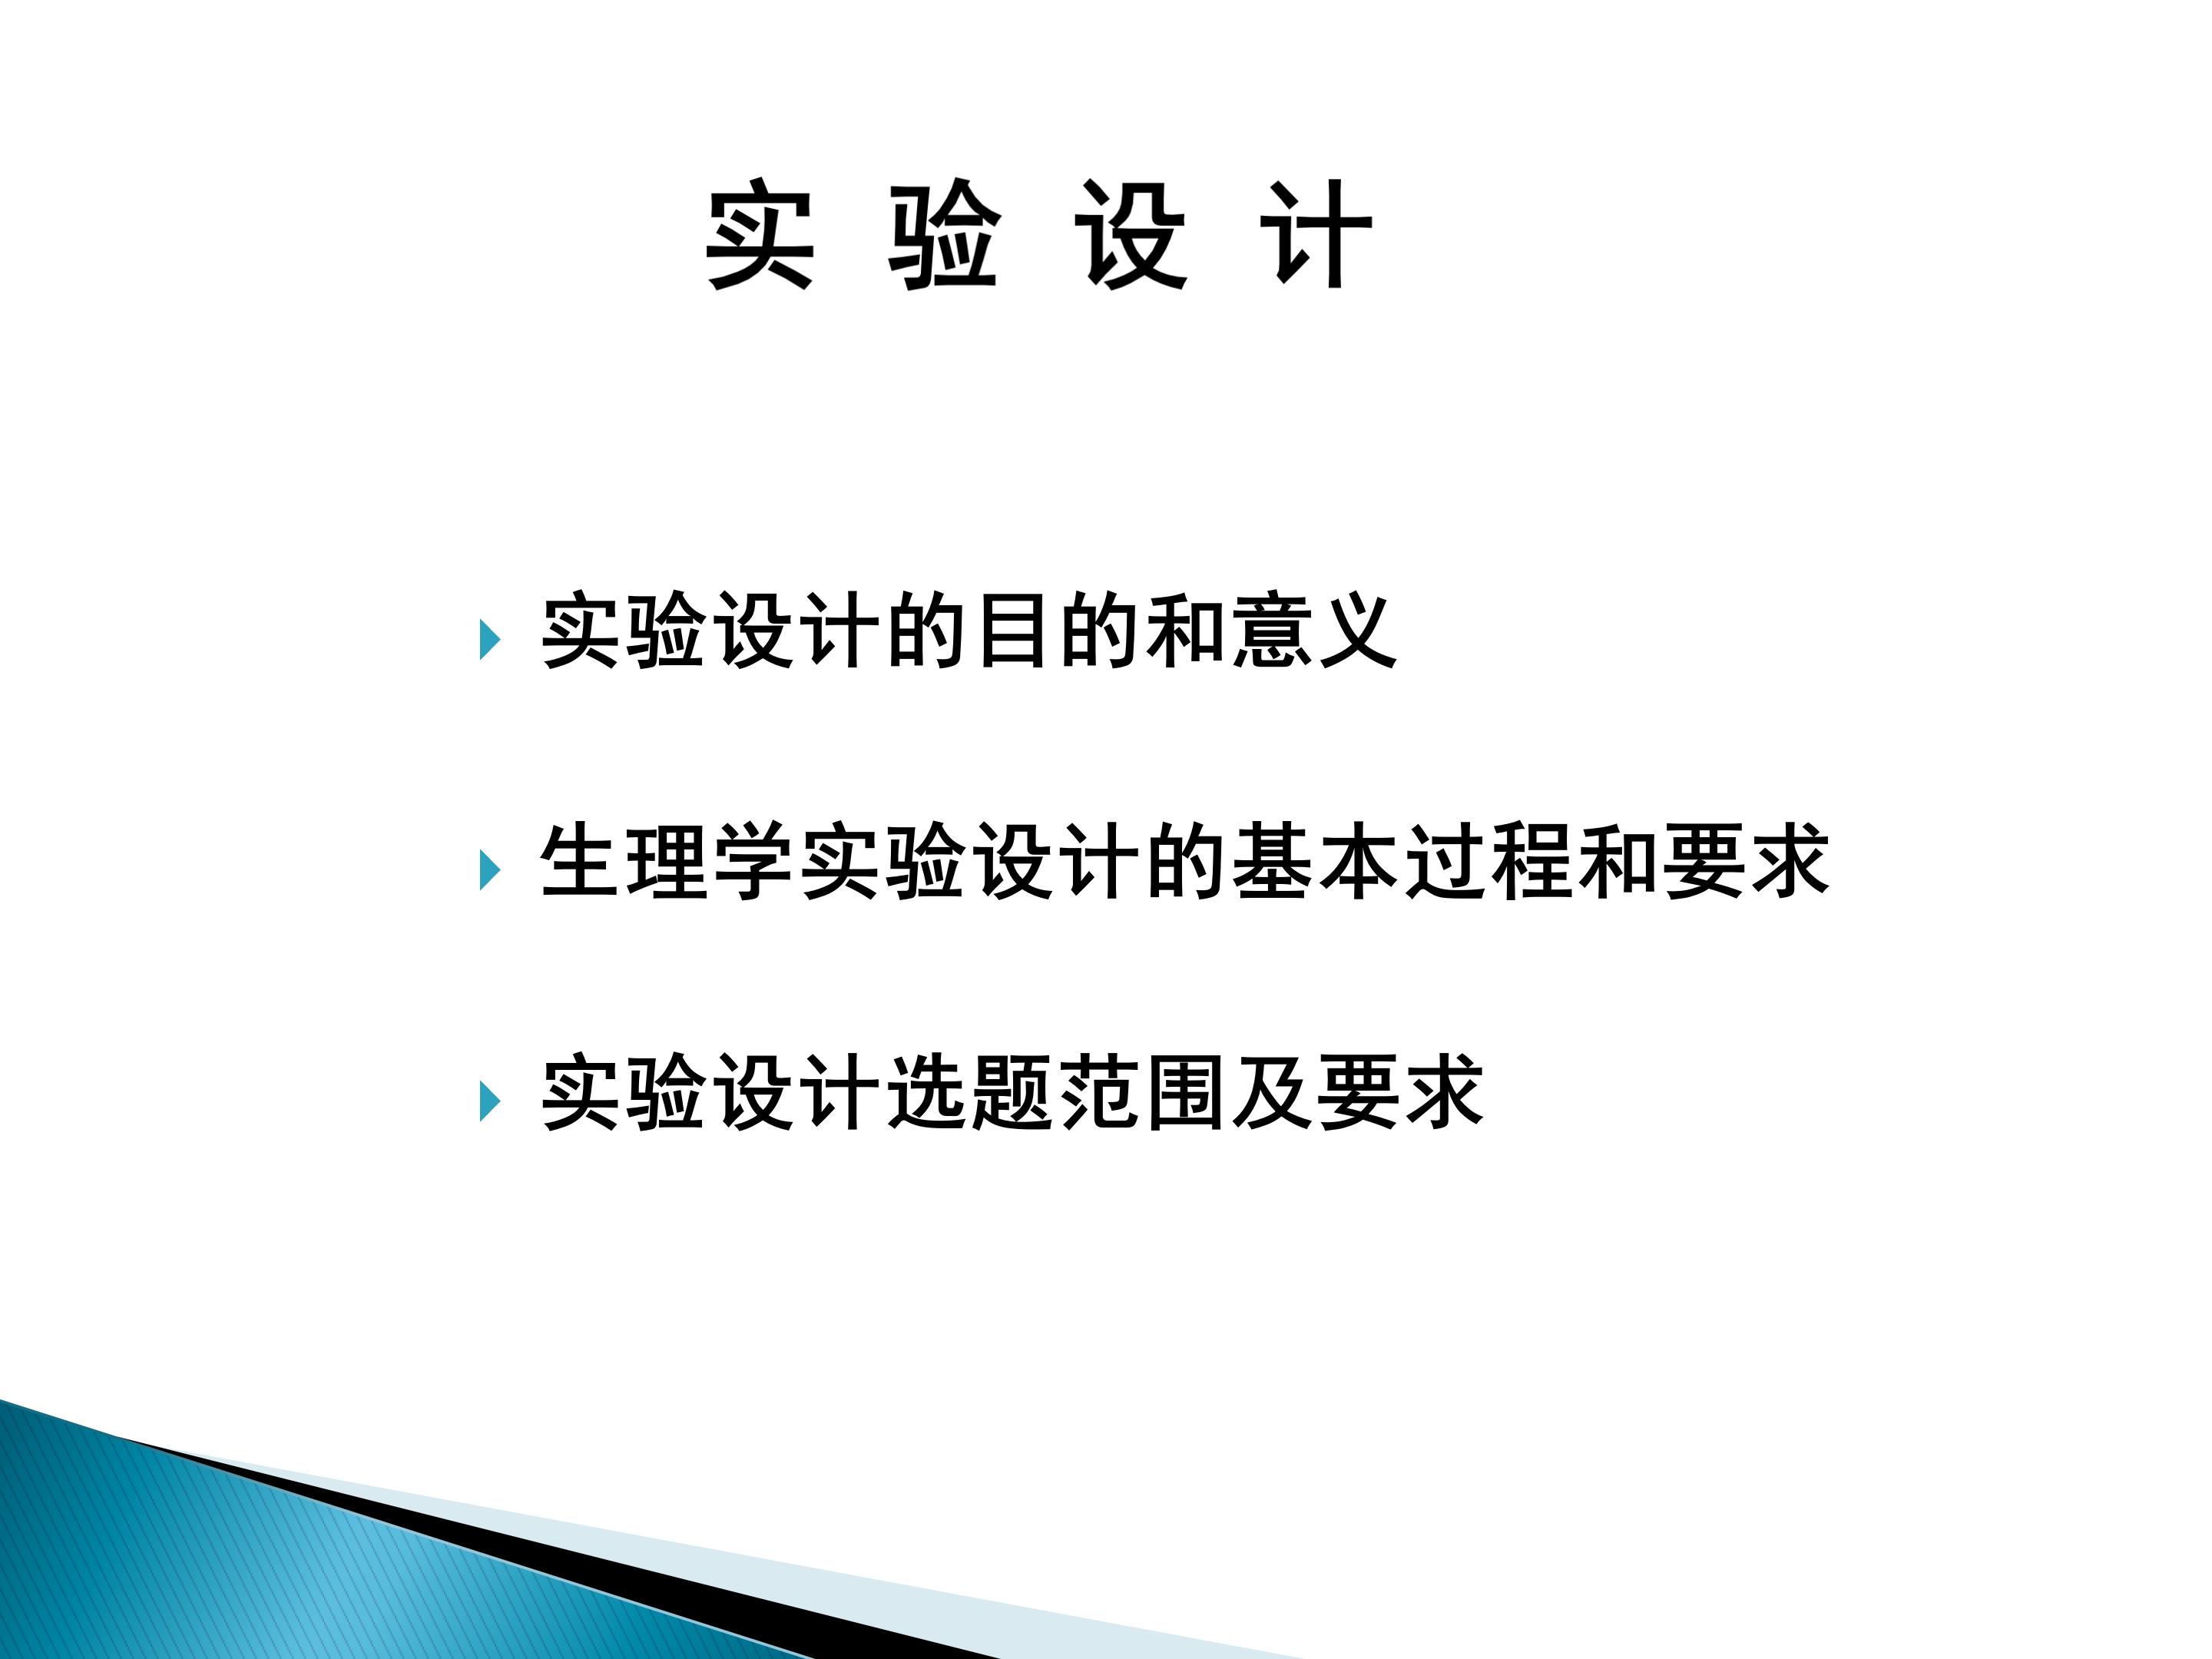 实 验 设 计
实验设计的目的和意义
生理学实验设计的基本过程和要求
实验设计选题范围及要求